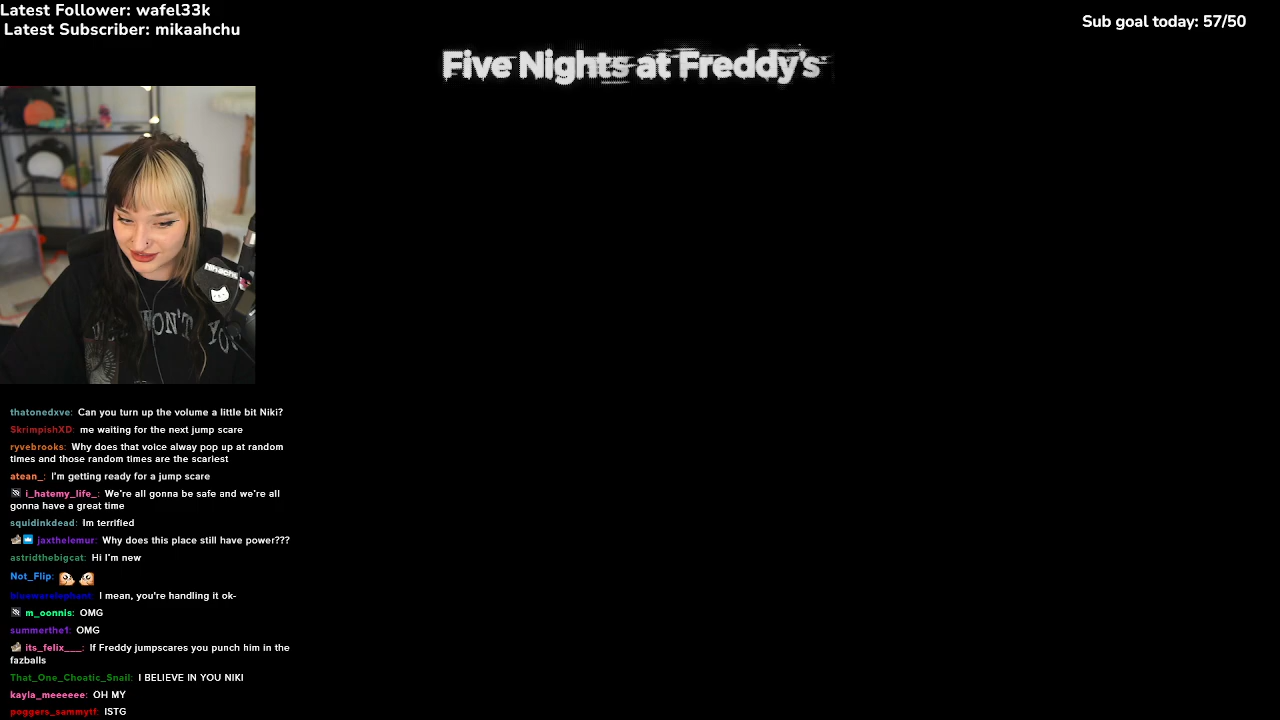 Latest Follower: wafel33k
Latest Subscriber: mikaahchu
Sub goal today: 57/50
Five Nights at Freddy's
WON'T YOU
thatonedxve: Can you turn up the volume a little bit Niki?
SkrimpishXD: me waiting for the next jump scare
ryvebrooks: Why does that voice alway pop up at random
times and those random times are the scariest
atean_: I'm getting ready for a jump scare
i_hatemy_life_: We're all gonna be safe and we're all
gonna have a great time
squidinkdead: Im terrified
jaxthelemur: Why does this place still have power???
astridthebigcat: Hi I'm new
Not_Flip:
I mean, you're handling it ok-
m_oonnis: OMG
summerthe1: OMG
its_felix___: If Freddy jumpscares you punch him in the
fazballs
That_One_Choatic_Snail: I BELIEVE IN YOU NIKI
kayla_meeeeee: OH MY
poggers_sammytf: ISTG